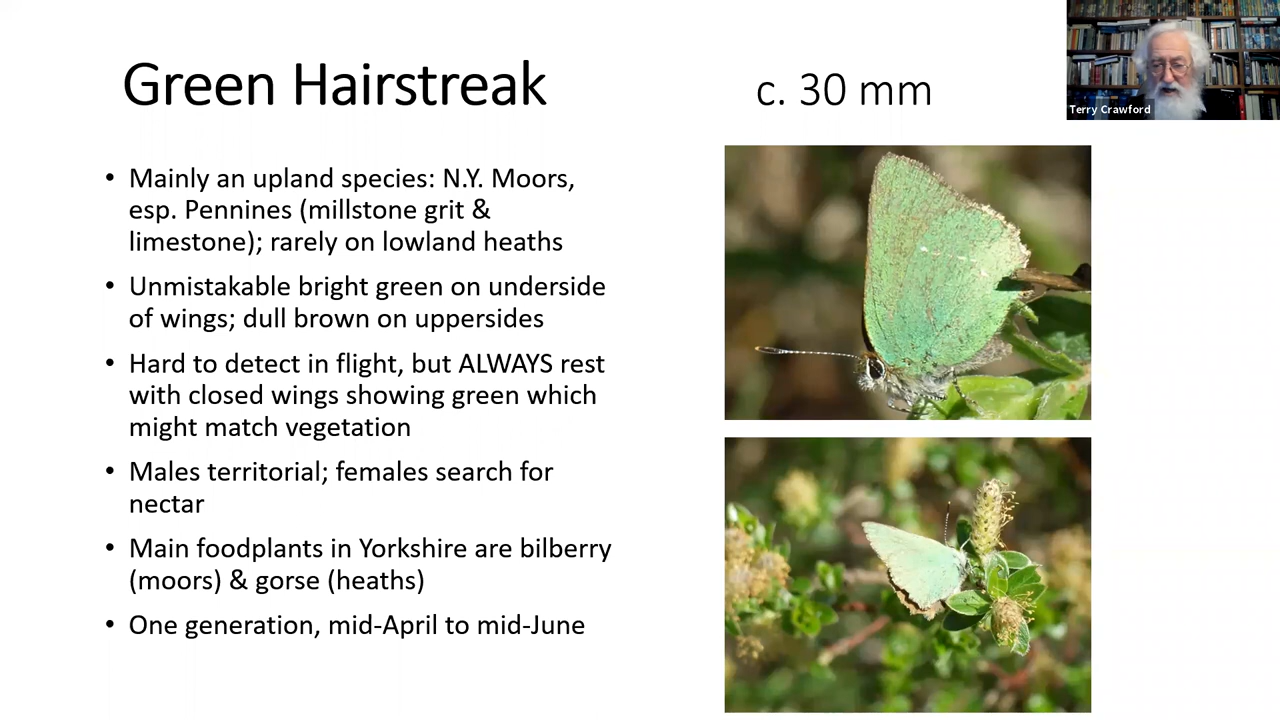 Green Hairstreak
c. 30 mm
Terry Crawford
• Mainly an upland species: N.Y. Moors,
esp. Pennines (millstone grit &
limestone); rarely on lowland heaths
• Unmistakable bright green on underside
of wings; dull brown on uppersides
• Hard to detect in flight, but ALWAYS rest
with closed wings showing green which
might match vegetation
• Males territorial; females search for
nectar
• Main foodplants in Yorkshire are bilberry
(moors) & gorse (heaths)
• One generation, mid-April to mid-June